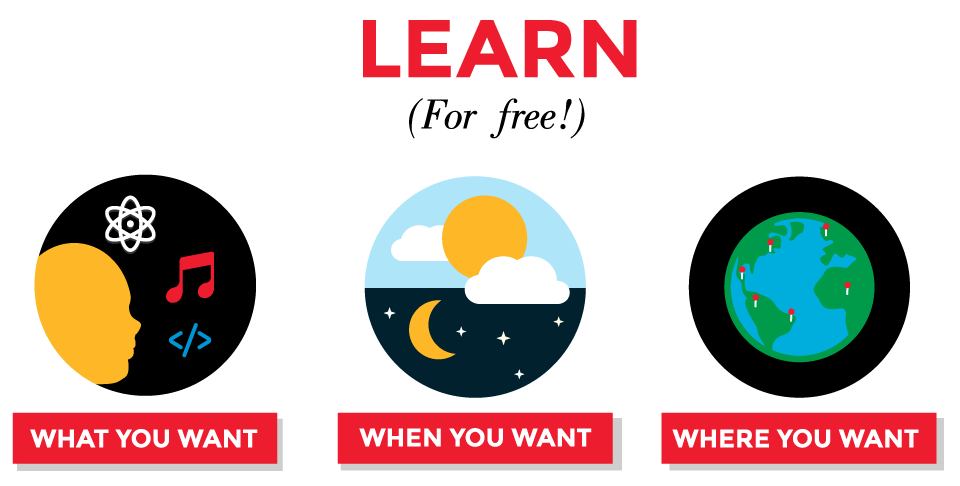 LEARN
(For free!)
</>
WHAT YOU WANT
WHEN YOU WANT
WHERE YOU WANT